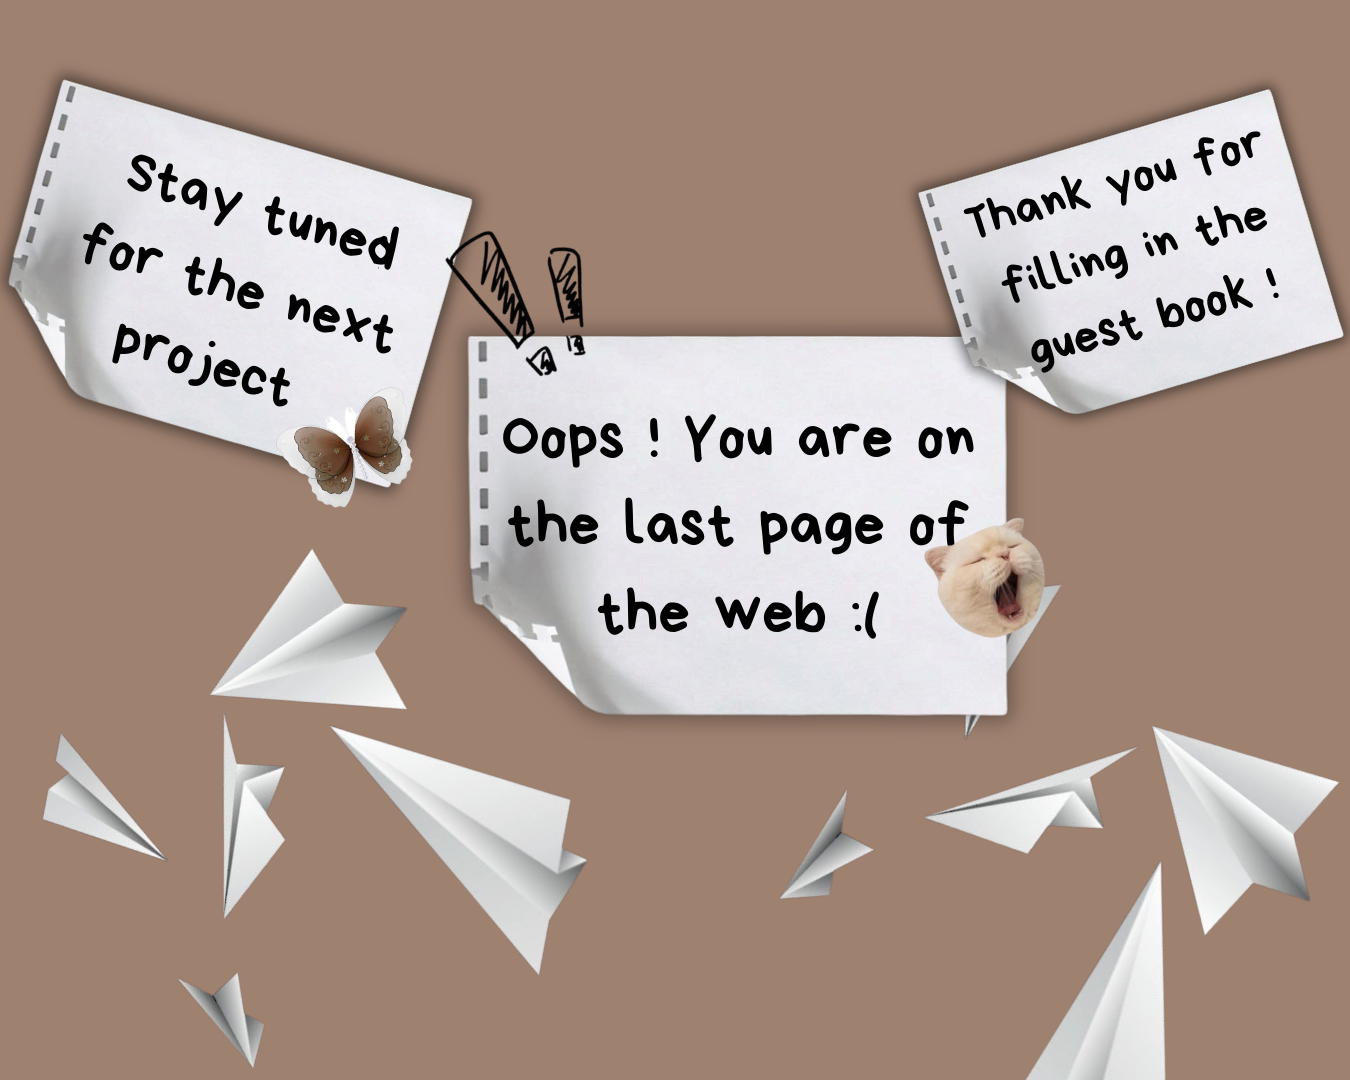 Stay tuned
for the next
project
Oops ! You are on
the last page of
the web :(
Thank you for
filling in the
guest book !